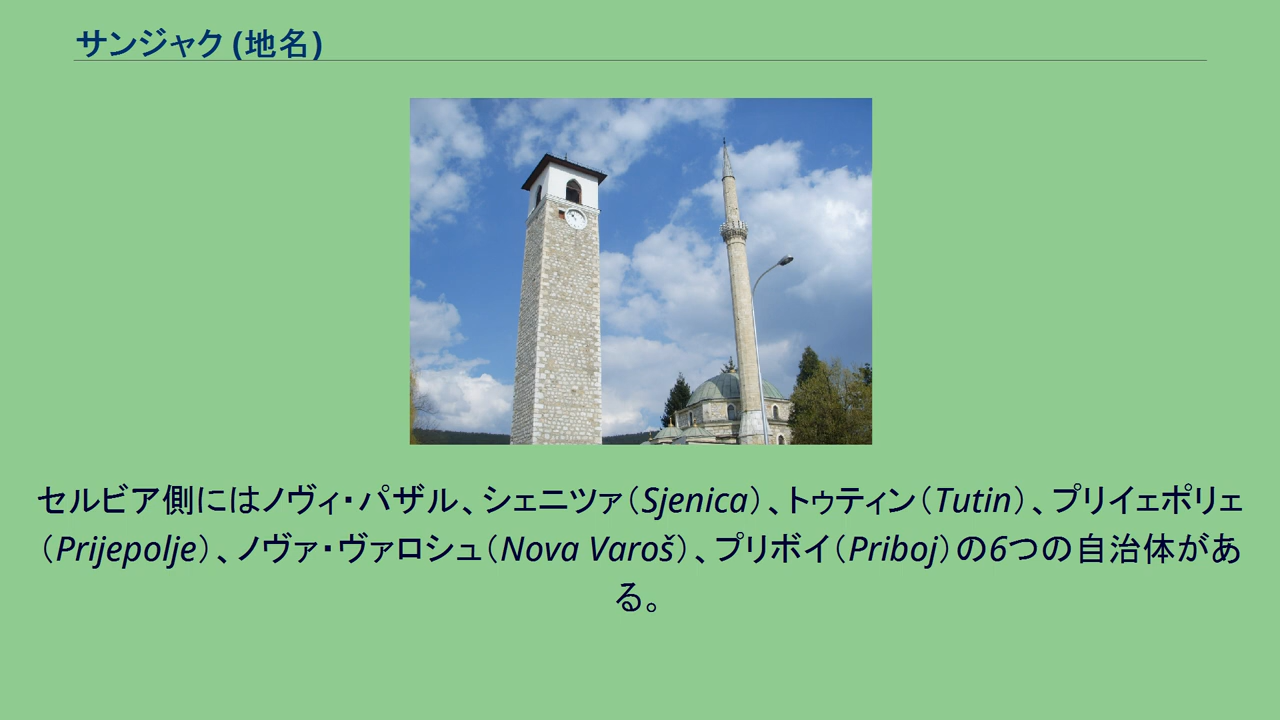 サンジャク (地名)
セルビア側にはノヴィ・パザル、シェニツァ（Sjenica）、トゥティン（Tutin）、プリイェポリェ
（Prijepolje）、ノヴァ・ヴァロシュ（Nova Varoš）、プリボイ（Priboj）の6つの自治体があ
る。